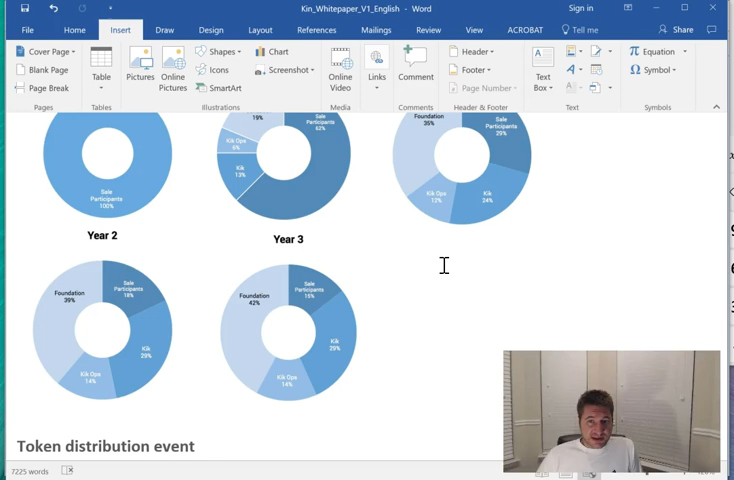 Kin_Whitepaper_V1_English - Word
Sign in
File Home Insert Draw Design Layout References Mailings Review View ACROBAT Tell me Share
Cover Page
Blank Page
Page Break
Pages
Table
Tables
Pictures
Online Pictures
Shapes
Icons
SmartArt
Chart
Screenshot
Illustrations
Online Video
Media
Links
Comment
Comments
Header
Footer
Page Number
Header & Footer
Text Box
Text
Equation
Symbol
Symbols
Sale
Participants
100%
19%
Kik Ops
6%
Kik
13%
Sale
Participants
62%
Foundation
35%
Sale
Participants
29%
Kik Ops
12%
Kik
24%
Year 2
Year 3
Foundation
39%
Sale
Participants
18%
Kik
29%
Kik Ops
14%
Foundation
42%
Sale
Participants
15%
Kik
29%
Kik Ops
14%
Token distribution event
7225 words